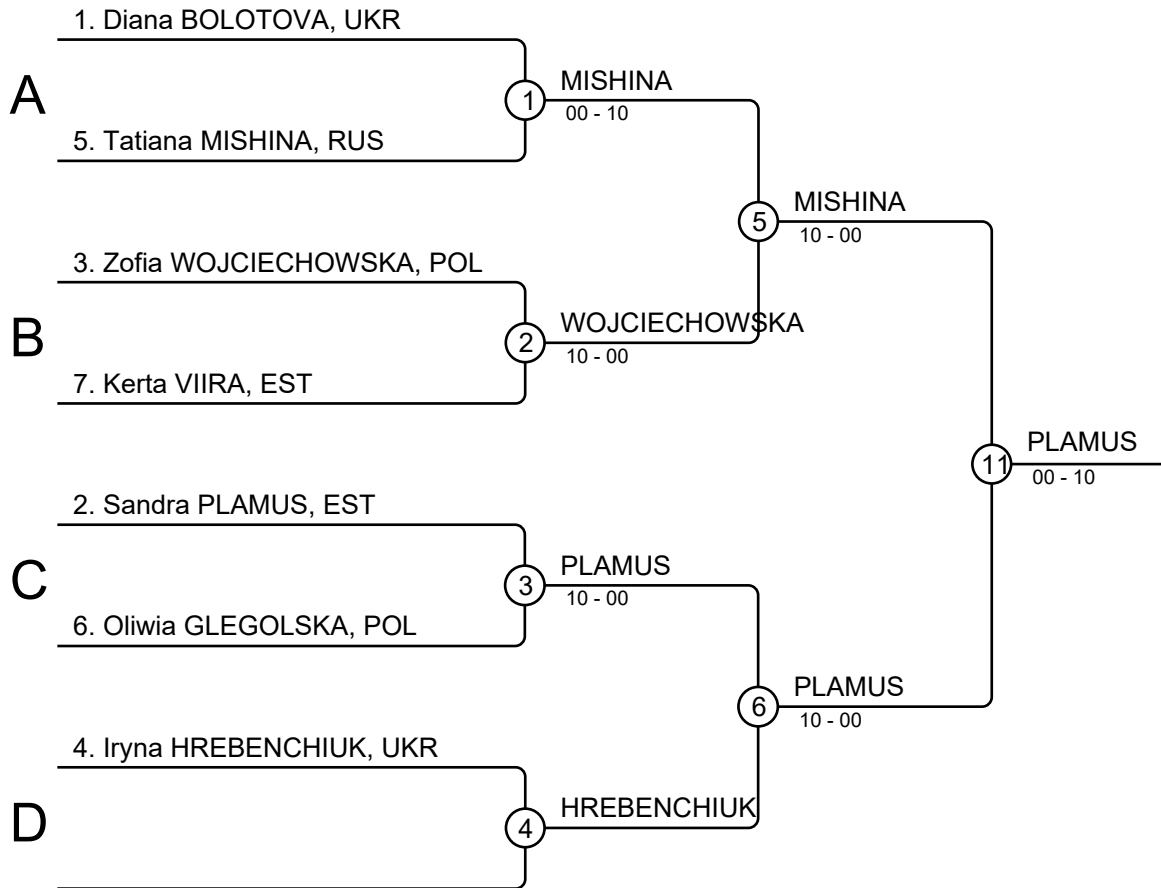 1. Diana BOLOTOVA, UKR
A
1
MISHINA
00 - 10
5. Tatiana MISHINA, RUS
5
MISHINA
10 - 00
3. Zofia WOJCIECHOWSKA, POL
B
2
WOJCIECHOWSKA
10 - 00
7. Kerta VIIRA, EST
11
PLAMUS
00 - 10
2. Sandra PLAMUS, EST
C
3
PLAMUS
10 - 00
6. Oliwia GLEGOLSKA, POL
6
PLAMUS
10 - 00
4. Iryna HREBENCHIUK, UKR
D
4
HREBENCHIUK